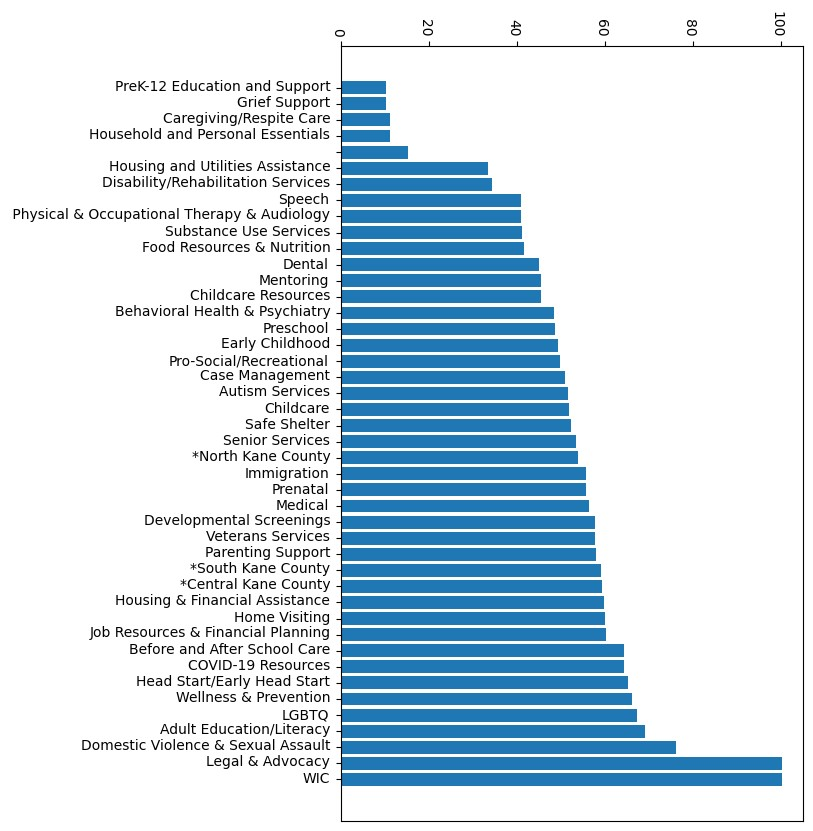 0 20 40 60 80 100
PreK-12 Education and Support
Grief Support
Caregiving/Respite Care
Household and Personal Essentials
Housing and Utilities Assistance
Disability/Rehabilitation Services
Speech
Physical & Occupational Therapy & Audiology
Substance Use Services
Food Resources & Nutrition
Dental
Mentoring
Childcare Resources
Behavioral Health & Psychiatry
Preschool
Early Childhood
Pro-Social/Recreational
Case Management
Autism Services
Childcare
Safe Shelter
Senior Services
*North Kane County
Immigration
Prenatal
Medical
Developmental Screenings
Veterans Services
Parenting Support
*South Kane County
*Central Kane County
Housing & Financial Assistance
Home Visiting
Job Resources & Financial Planning
Before and After School Care
COVID-19 Resources
Head Start/Early Head Start
Wellness & Prevention
LGBTQ
Adult Education/Literacy
Domestic Violence & Sexual Assault
Legal & Advocacy
WIC